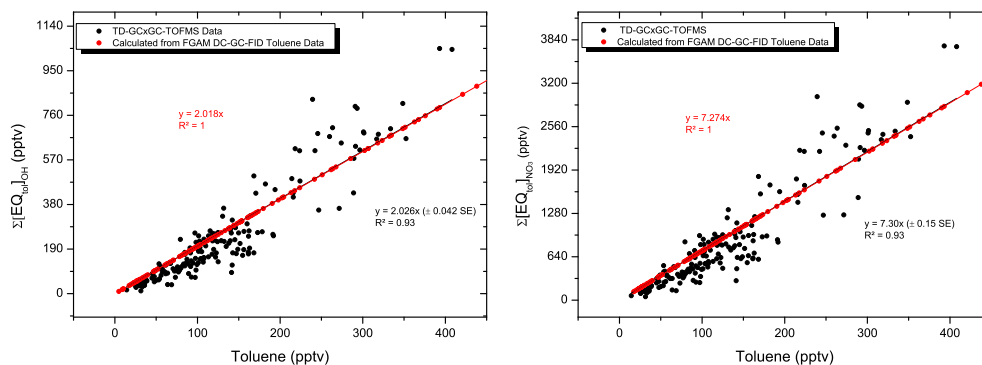 TD-GCxGC-TOFMS Data
Calculated from FGAM DC-GC-FID Toluene Data
1140
950
760
570
380
190
0
Σ[EQtol]OH (pptv)
y = 2.018x
R² = 1
y = 2.026x (± 0.042 SE)
R² = 0.93
0 100 200 300 400
Toluene (pptv)
TD-GCxGC-TOFMS
Calculated from FGAM DC-GC-FID Toluene Data
3840
3200
2560
1920
1280
640
0
Σ[EQtol]NO₃ (pptv)
y = 7.274x
R² = 1
y = 7.30x (± 0.15 SE)
R² = 0.93
0 100 200 300 400
Toluene (pptv)